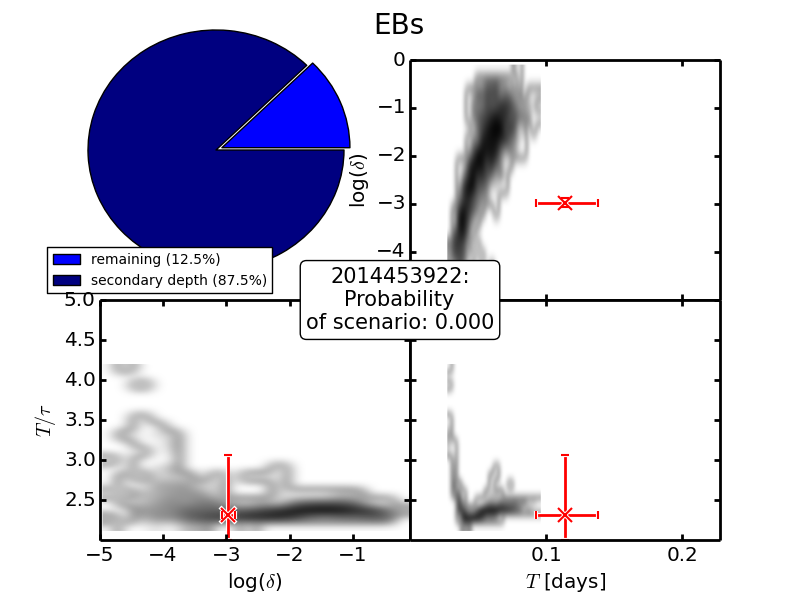 EBs
remaining (12.5%)
secondary depth (87.5%)
0
−1
−2
−3
−4
log(δ)
2014453922:
Probability
of scenario: 0.000
5.0
4.5
4.0
3.5
3.0
2.5
T/τ
−5
−4
−3
−2
−1
log(δ)
0.1
0.2
T [days]